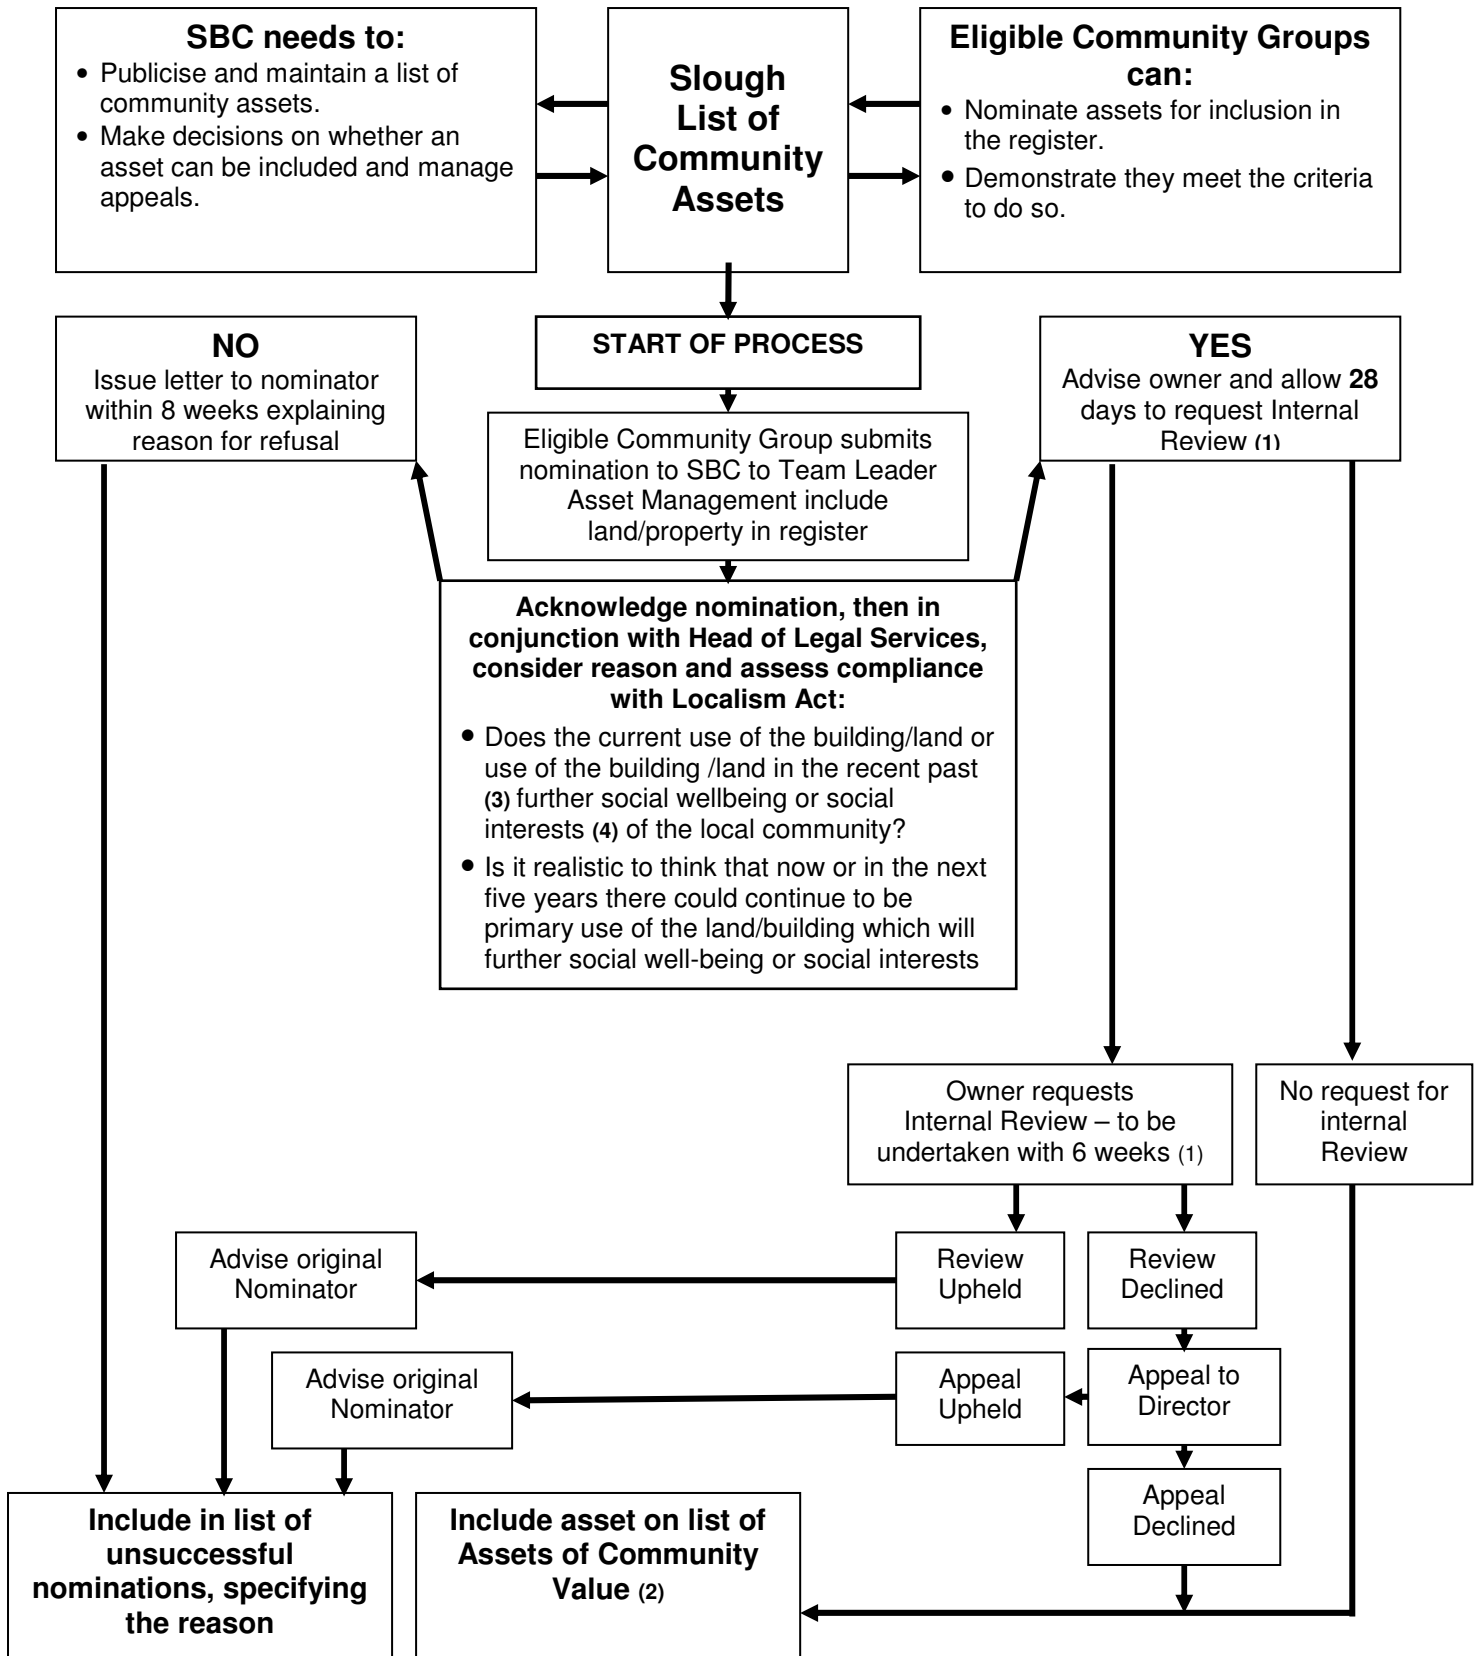 SBC needs to:
• Publicise and maintain a list of
community assets.
• Make decisions on whether an
asset can be included and manage
appeals.
Slough
List of
Community
Assets
Eligible Community Groups
can:
• Nominate assets for inclusion in
the register.
• Demonstrate they meet the criteria
to do so.
NO
Issue letter to nominator
within 8 weeks explaining
reason for refusal
START OF PROCESS
YES
Advise owner and allow 28
days to request Internal
Review (1)
Eligible Community Group submits
nomination to SBC to Team Leader
Asset Management include
land/property in register
Acknowledge nomination, then in
conjunction with Head of Legal Services,
consider reason and assess compliance
with Localism Act:
• Does the current use of the building/land or
use of the building /land in the recent past
(3) further social wellbeing or social
interests (4) of the local community?
• Is it realistic to think that now or in the next
five years there could continue to be
primary use of the land/building which will
further social well-being or social interests
Owner requests
Internal Review – to be
undertaken with 6 weeks (1)
No request for
internal
Review
Advise original
Nominator
Review
Upheld
Review
Declined
Advise original
Nominator
Appeal
Upheld
Appeal to
Director
Appeal
Declined
Include in list of
unsuccessful
nominations, specifying
the reason
Include asset on list of
Assets of Community
Value (2)